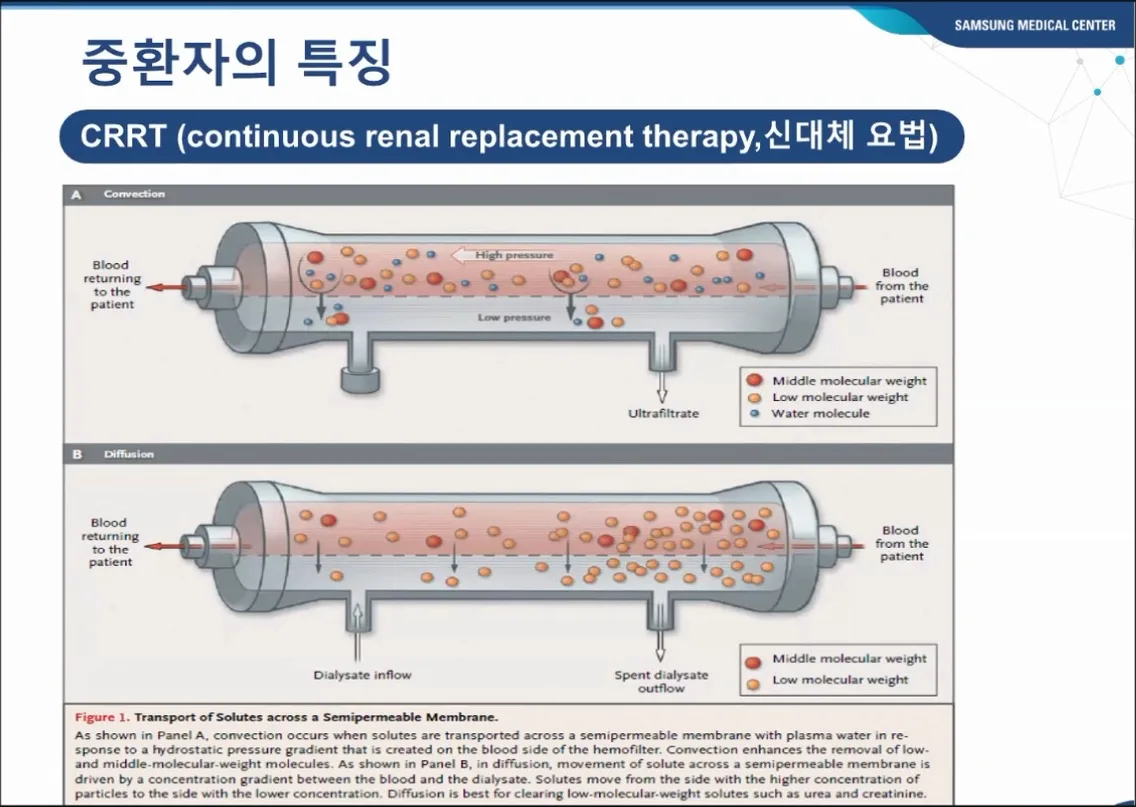 SAMSUNG MEDICAL CENTER
중환자의 특징
CRRT (continuous renal replacement therapy,신대체 요법)
A Convection
High pressure
Blood
returning
to the
patient
Blood
from the
patient
Low pressure
Ultrafiltrate
Middle molecular weight
Low molecular weight
Water molecule
B Diffusion
Blood
returning
to the
patient
Blood
from the
patient
Dialysate inflow
Spent dialysate
outflow
Middle molecular weight
Low molecular weight
Figure 1. Transport of Solutes across a Semipermeable Membrane.
As shown in Panel A, convection occurs when solutes are transported across a semipermeable membrane with plasma water in re-
sponse to a hydrostatic pressure gradient that is created on the blood side of the hemofilter. Convection enhances the removal of low-
and middle-molecular-weight molecules. As shown in Panel B, in diffusion, movement of solute across a semipermeable membrane is
driven by a concentration gradient between the blood and the dialysate. Solutes move from the side with the higher concentration of
particles to the side with the lower concentration. Diffusion is best for clearing low-molecular-weight solutes such as urea and creatinine.